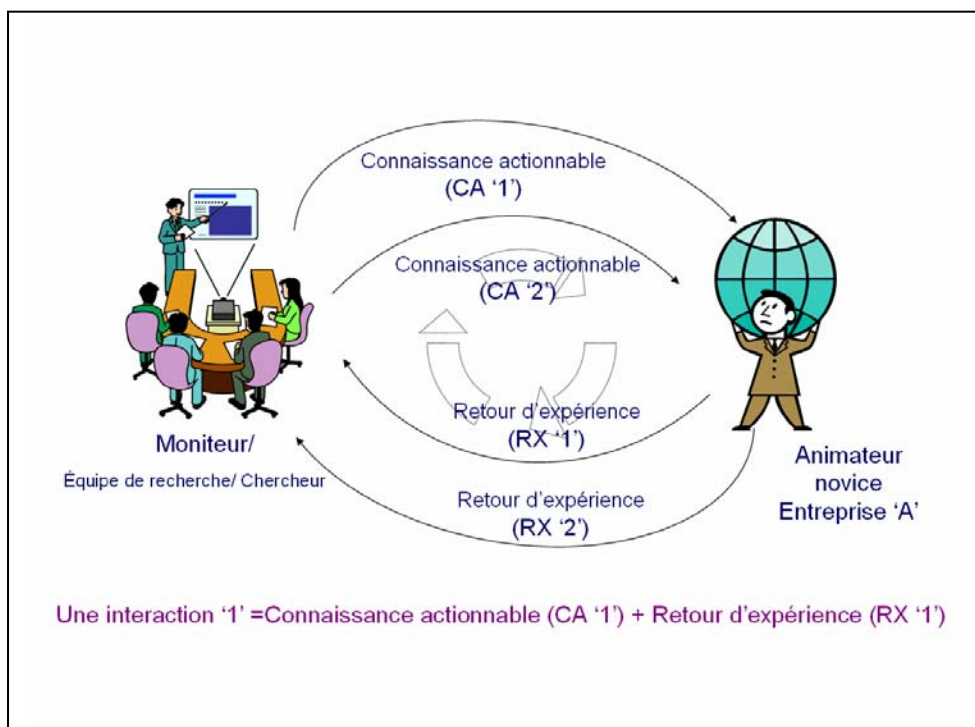 Connaissance actionnable
(CA ‘1’)
Connaissance actionnable
(CA ‘2’)
Retour d’expérience
(RX ‘1’)
Moniteur/
Équipe de recherche/ Chercheur
Retour d’expérience
(RX ‘2’)
Animateur
novice
Entreprise ‘A’
Une interaction ‘1’ =Connaissance actionnable (CA ‘1’) + Retour d’expérience (RX ‘1’)